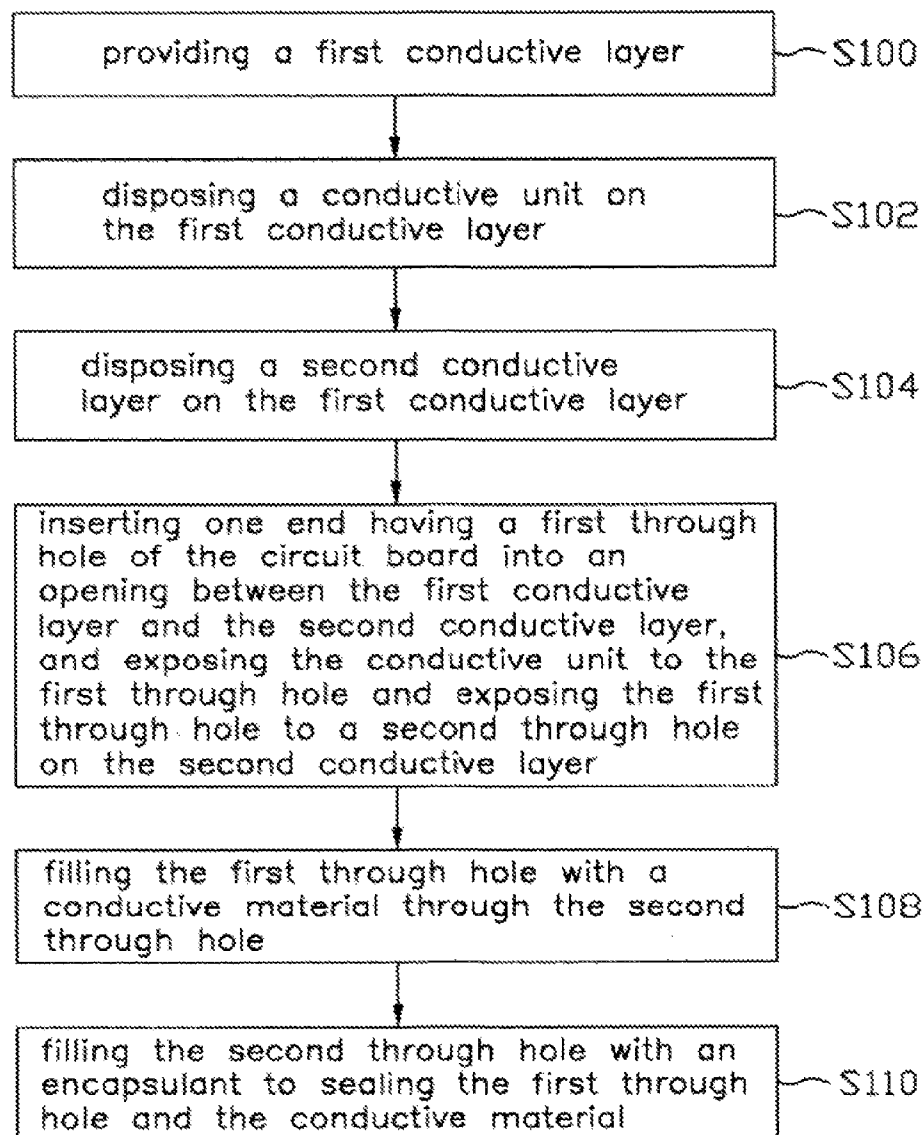 providing a first conductive layer
S100
disposing a conductive unit on
the first conductive layer
S102
disposing a second conductive
layer on the first conductive layer
S104
inserting one end having a first through
hole of the circuit board into an
opening between the first conductive
layer and the second conductive layer,
and exposing the conductive unit to the
first through hole and exposing the first
through hole to a second through hole
on the second conductive layer
S106
filling the first through hole with a
conductive material through the second
through hole
S108
filling the second through hole with an
encapsulant to sealing the first through
hole and the conductive material
S110